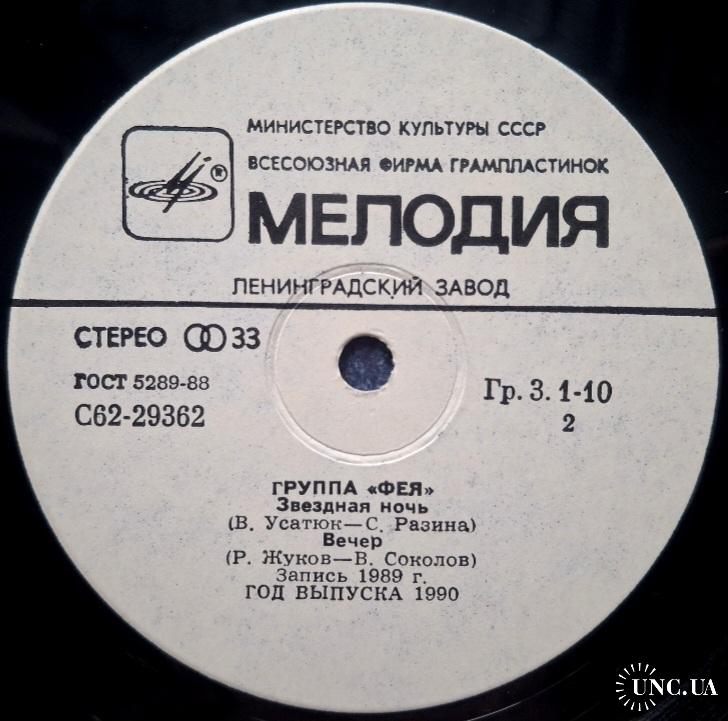 МИНИСТЕРСТВО КУЛЬТУРЫ СССР
ВСЕСОЮЗНАЯ ФИРМА ГРАМПЛАСТИНОК
®
МЕЛОДИЯ
ЛЕНИНГРАДСКИЙ ЗАВОД
СТЕРЕО 33
ГОСТ 5289-88
С62-29362
Гр. 3. 1-10
2
ГРУППА «ФЕЯ»
Звездная ночь
(В. Усатюк—С. Разина)
Вечер
(Р. Жуков—В. Соколов)
Запись 1989 г.
ГОД ВЫПУСКА 1990
UNC.UA